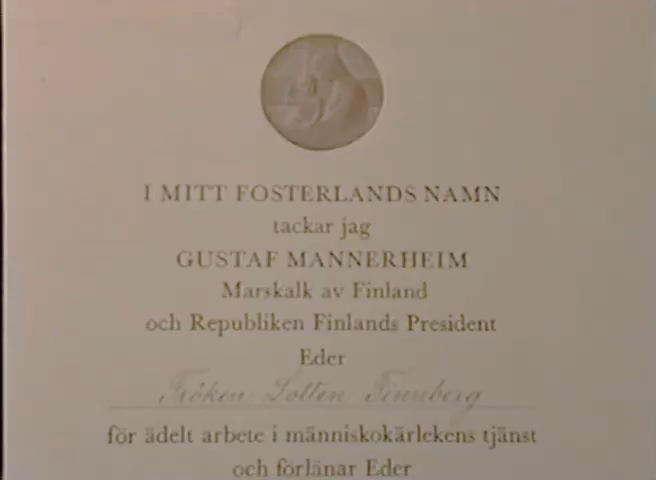 I MITT FOSTERLANDS NAMN
tackar jag
GUSTAF MANNERHEIM
Marskalk av Finland
och Republiken Finlands President
Eder
Fröken Lotten Finnberg
för ädelt arbete i människokärlekens tjänst
och förlänar Eder